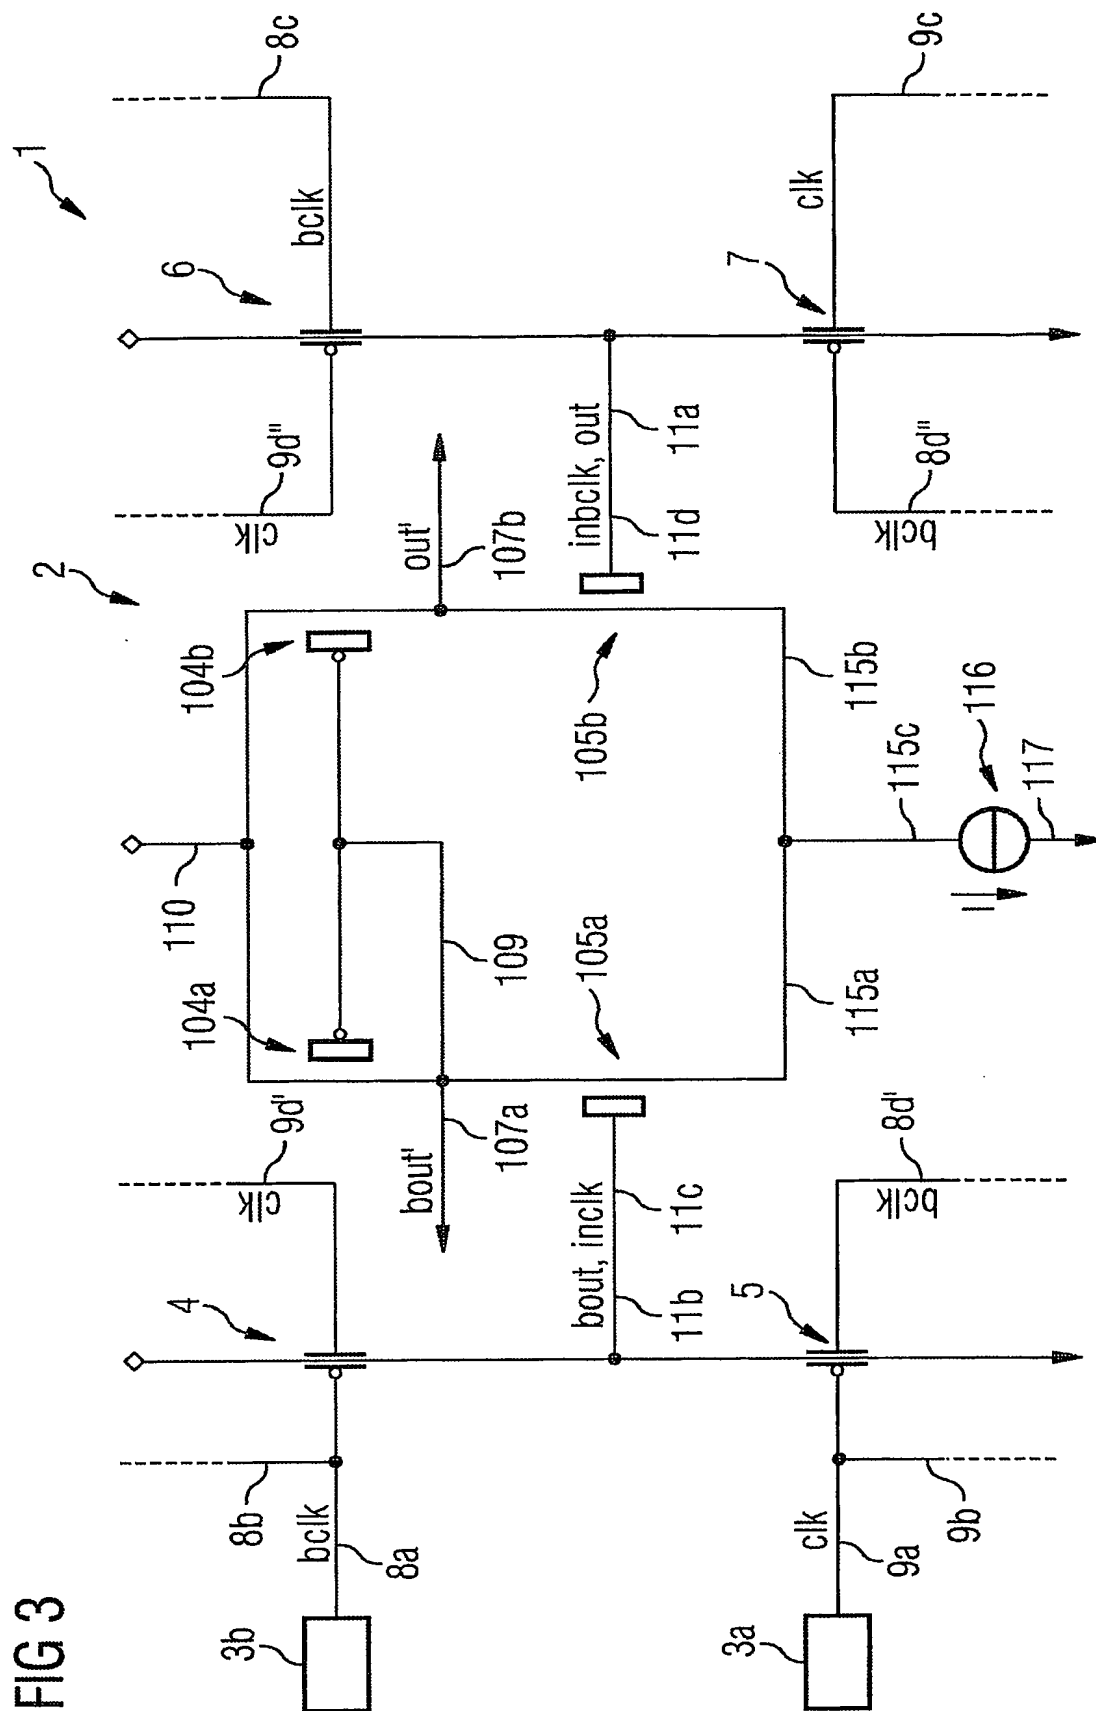 FIG 3
1
2
8c
bclk
6
clk
9d"
9c
clk
7
bclk
8d"
out'
107b
inbclk, out
11d
11a
104b
105b
115b
116
115c
117
I
110
109
104a
105a
115a
clk
9d'
bout'
107a
bout, inclk
11b
11c
bclk
8d'
4
5
8b
bclk
8a
clk
9a
9b
3b
3a